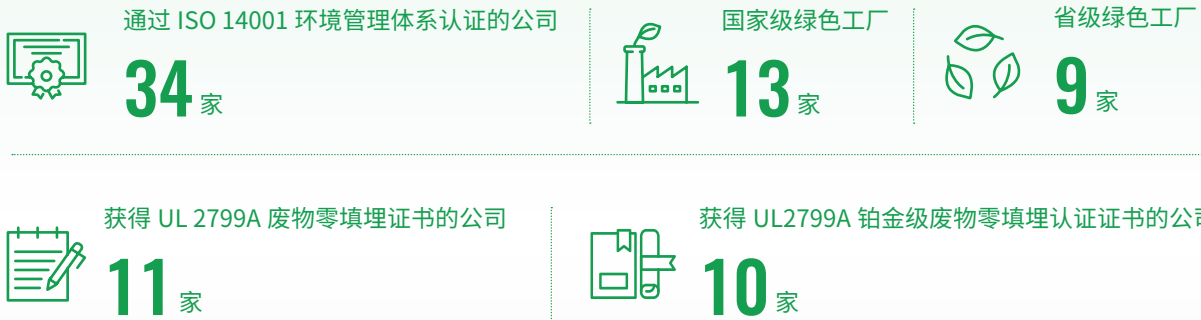 通过 ISO 14001 环境管理体系认证的公司
34 家
国家级绿色工厂
13 家
省级绿色工厂
9 家
获得 UL 2799A 废物零填埋证书的公司
11 家
获得 UL2799A 铂金级废物零填埋认证证书的公司
10 家